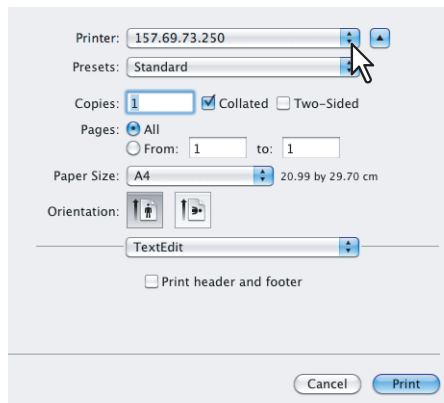 Printer: 157.69.73.250
Presets: Standard
Copies: 1 Collated Two-Sided
Pages: All
From: 1 to: 1
Paper Size: A4 20.99 by 29.70 cm
Orientation:
TextEdit
Print header and footer
Cancel Print